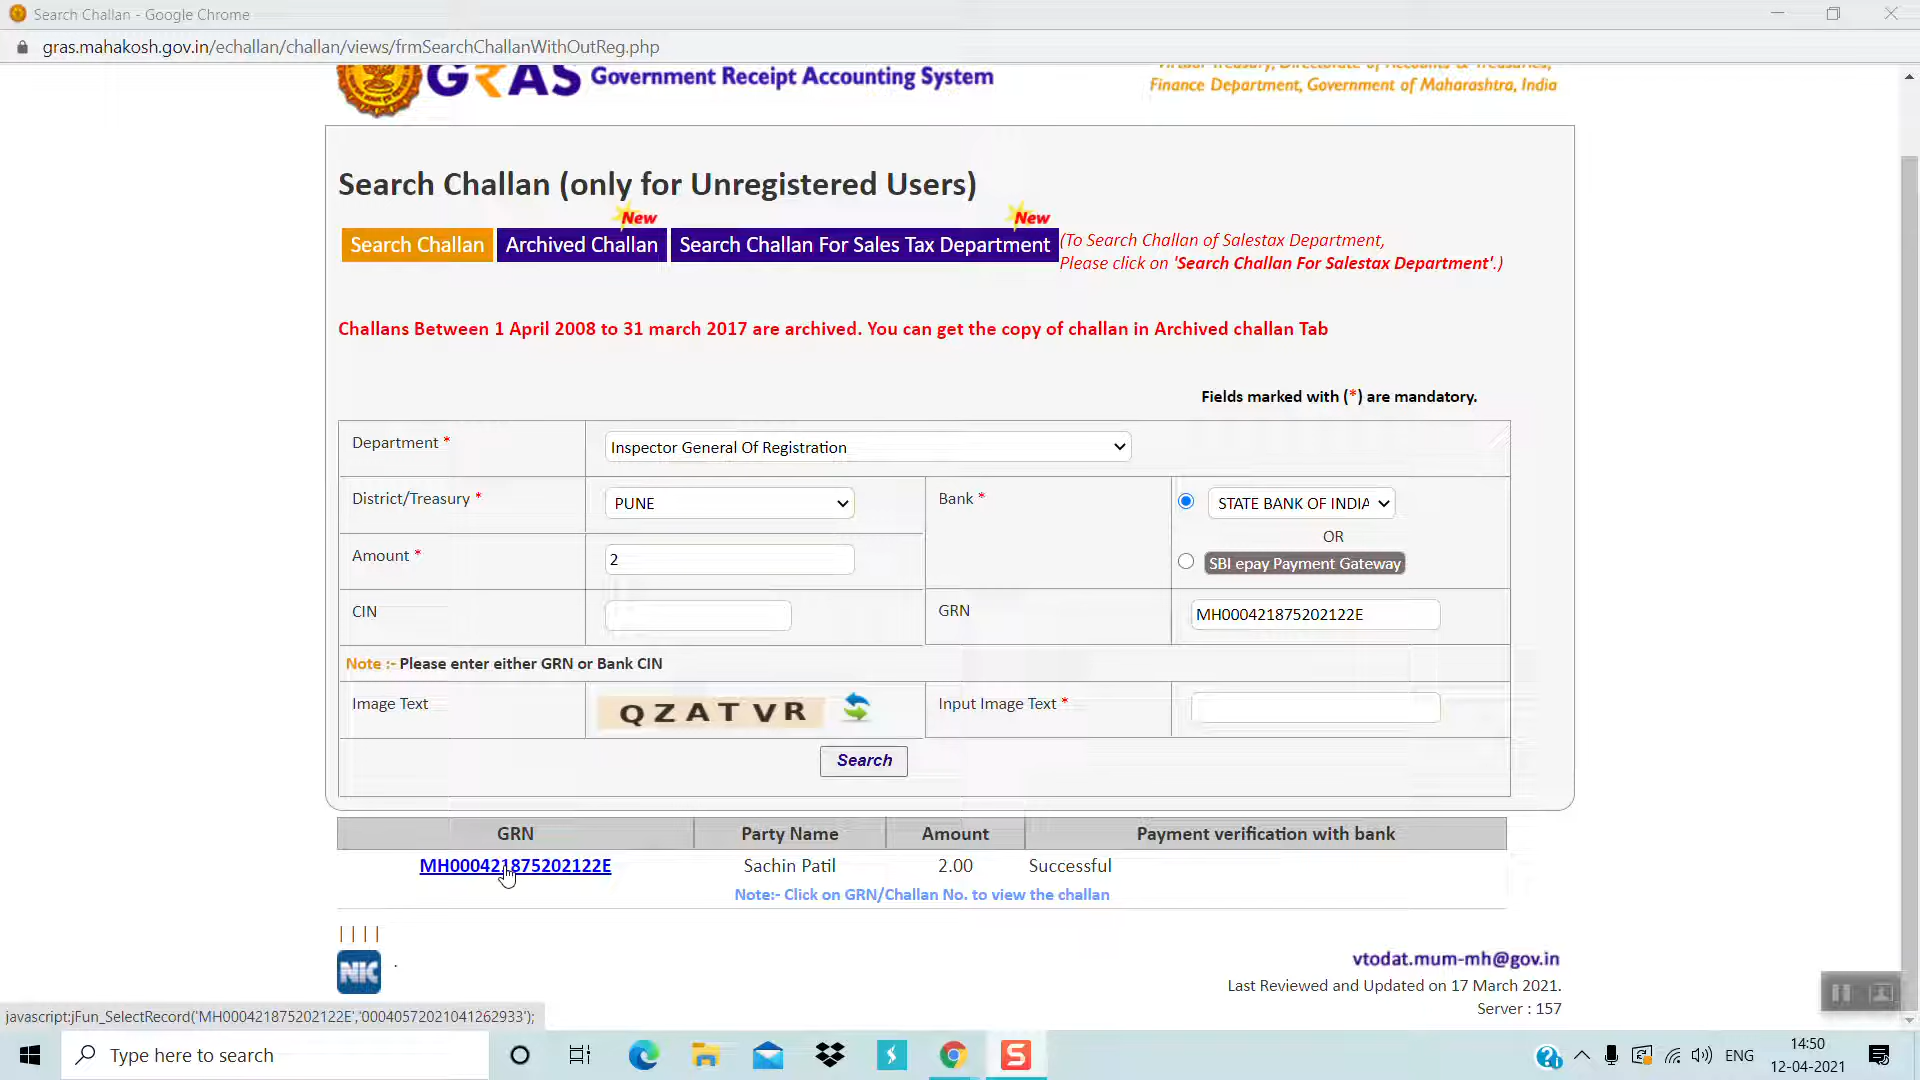 Search Challan - Google Chrome
gras.mahakosh.gov.in/echallan/challan/views/frmSearchChallanWithOutReg.php
GRAS Government Receipt Accounting System
Virtual Treasury, Directorate of Accounts & Treasuries,
Finance Department, Government of Maharashtra, India
Search Challan (only for Unregistered Users)
New
New
Search Challan
Archived Challan
Search Challan For Sales Tax Department
(To Search Challan of Salestax Department,
Please click on 'Search Challan For Salestax Department'.)
Challans Between 1 April 2008 to 31 march 2017 are archived. You can get the copy of challan in Archived challan Tab
Fields marked with (*) are mandatory.
Department *
Inspector General Of Registration
District/Treasury *
PUNE
Bank *
STATE BANK OF INDIA
OR
SBI epay Payment Gateway
Amount *
2
CIN
GRN
MH000421875202122E
Note :- Please enter either GRN or Bank CIN
Image Text
QZATVR
Input Image Text *
Search
GRN Party Name Amount Payment verification with bank
MH000421875202122E Sachin Patil 2.00 Successful
Note:- Click on GRN/Challan No. to view the challan
| | | |
NIC
.
vtodat.mum-mh@gov.in
Last Reviewed and Updated on 17 March 2021.
Server : 157
javascript:jFun_SelectRecord('MH000421875202122E','00040572021041262933');
Type here to search
ENG
14:50
12-04-2021